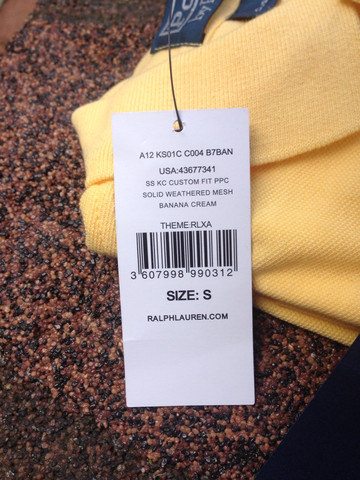 A12 KS01C C004 B7BAN
USA:43677341
SS KC CUSTOM FIT PPC
SOLID WEATHERED MESH
BANANA CREAM
THEME:RLXA
3 607998 990312
SIZE: S
RALPHLAUREN.COM